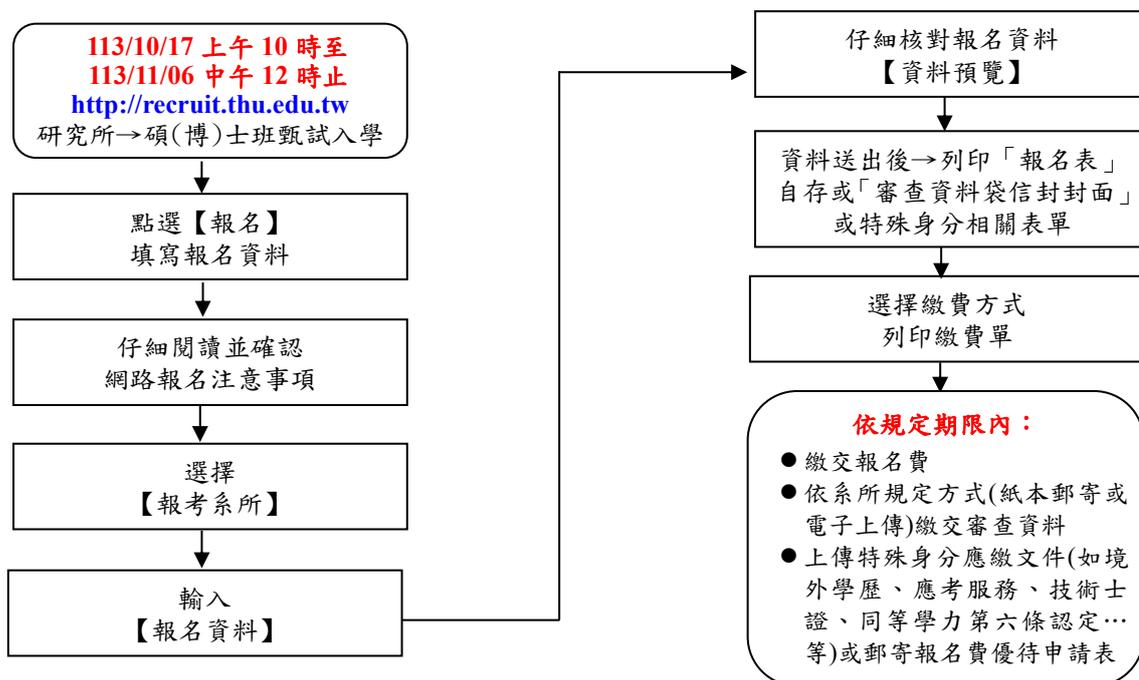 113/10/17 上午 10 時至
113/11/06 中午 12 時止
http://recruit.thu.edu.tw
研究所→碩(博)士班甄試入學
點選【報名】
填寫報名資料
仔細閱讀並確認
網路報名注意事項
選擇
【報考系所】
輸入
【報名資料】
仔細核對報名資料
【資料預覽】
資料送出後→列印「報名表」
自存或「審查資料袋信封封面」
或特殊身分相關表單
選擇繳費方式
列印繳費單
依規定期限內：
● 繳交報名費
● 依系所規定方式(紙本郵寄或
電子上傳)繳交審查資料
● 上傳特殊身分應繳文件(如境
外學歷、應考服務、技術士
證、同等學力第六條認定…
等)或郵寄報名費優待申請表